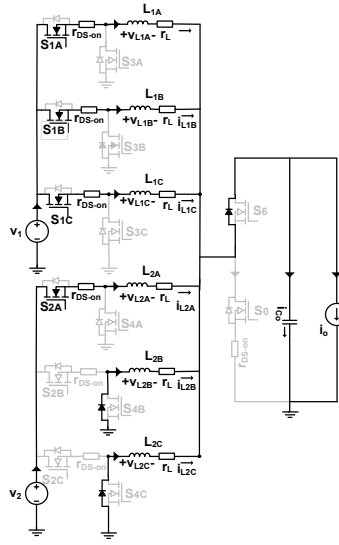 L1A
S1A rDS-on +vL1A- rL
S3A
L1B
S1B rDS-on +vL1B- rL iL1B
S3B
L1C
S1C rDS-on +vL1C- rL iL1C
S3C
v1
L2A
S2A rDS-on +vL2A- rL iL2A
S4A
L2B
S2B rDS-on +vL2B- rL iL2B
S4B
L2C
S2C rDS-on +vL2C- rL iL2C
S4C
v2
S6
S0
rDS-on
iCo
io